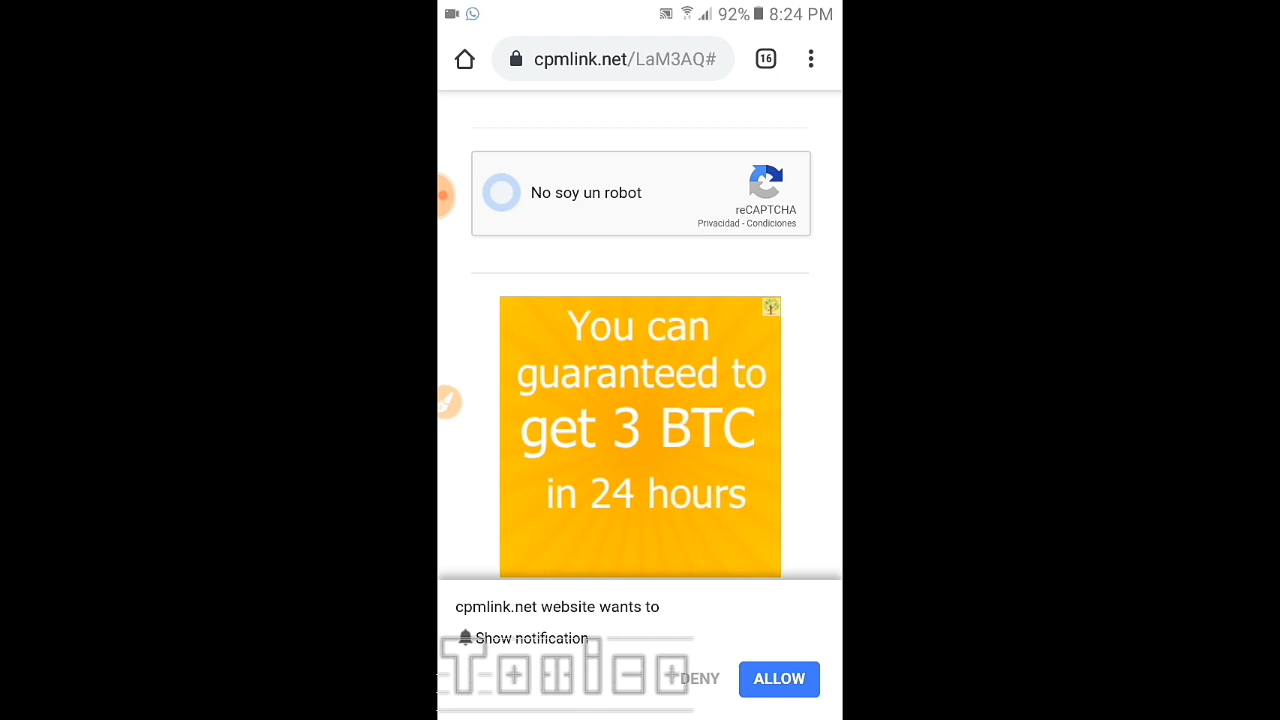 92% 8:24 PM
cpmlink.net/LaM3AQ#
16
No soy un robot
reCAPTCHA
Privacidad - Condiciones
You can
guaranteed to
get 3 BTC
in 24 hours
cpmlink.net website wants to
Show notification
DENY
ALLOW
Tomico